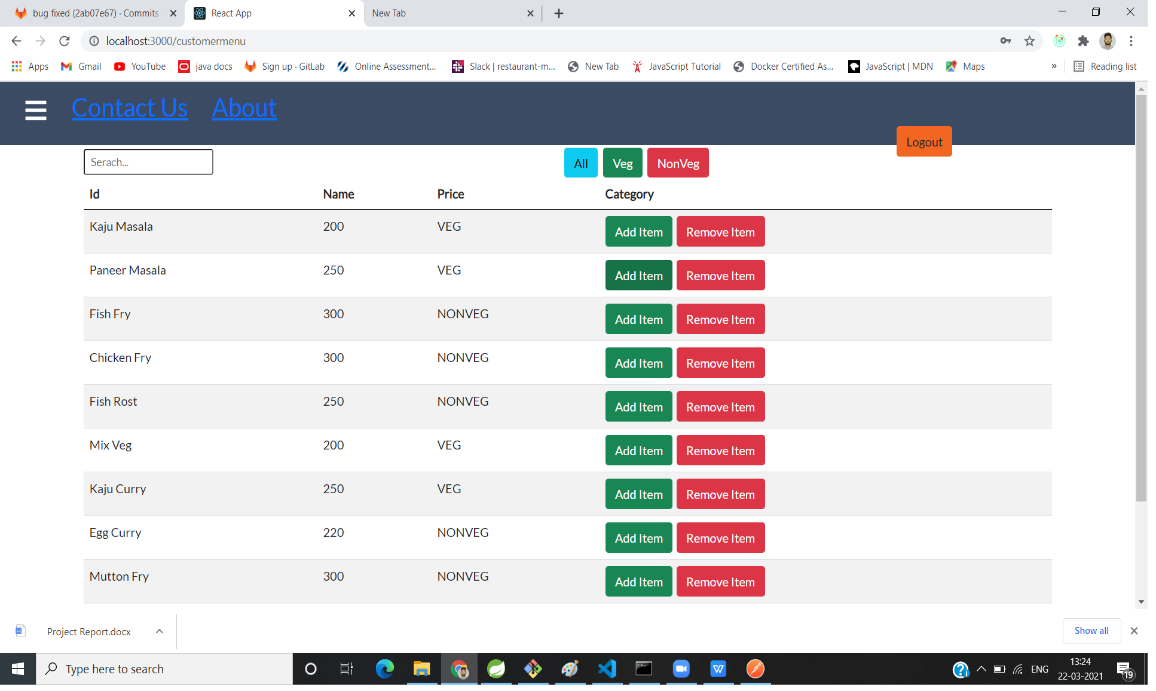 bug fixed (2ab07e67) · Commits
React App
New Tab
localhost:3000/customermenu
Apps Gmail YouTube java docs Sign up · GitLab Online Assessment... Slack | restaurant-m... New Tab JavaScript Tutorial Docker Certified As... JavaScript | MDN Maps » Reading list
Contact Us About
Logout
Serach...
All Veg NonVeg
Id Name Price Category
Kaju Masala 200 VEG Add Item Remove Item
Paneer Masala 250 VEG Add Item Remove Item
Fish Fry 300 NONVEG Add Item Remove Item
Chicken Fry 300 NONVEG Add Item Remove Item
Fish Rost 250 NONVEG Add Item Remove Item
Mix Veg 200 VEG Add Item Remove Item
Kaju Curry 250 VEG Add Item Remove Item
Egg Curry 220 NONVEG Add Item Remove Item
Mutton Fry 300 NONVEG Add Item Remove Item
Project Report.docx Show all
Type here to search ENG 13:24
22-03-2021 19